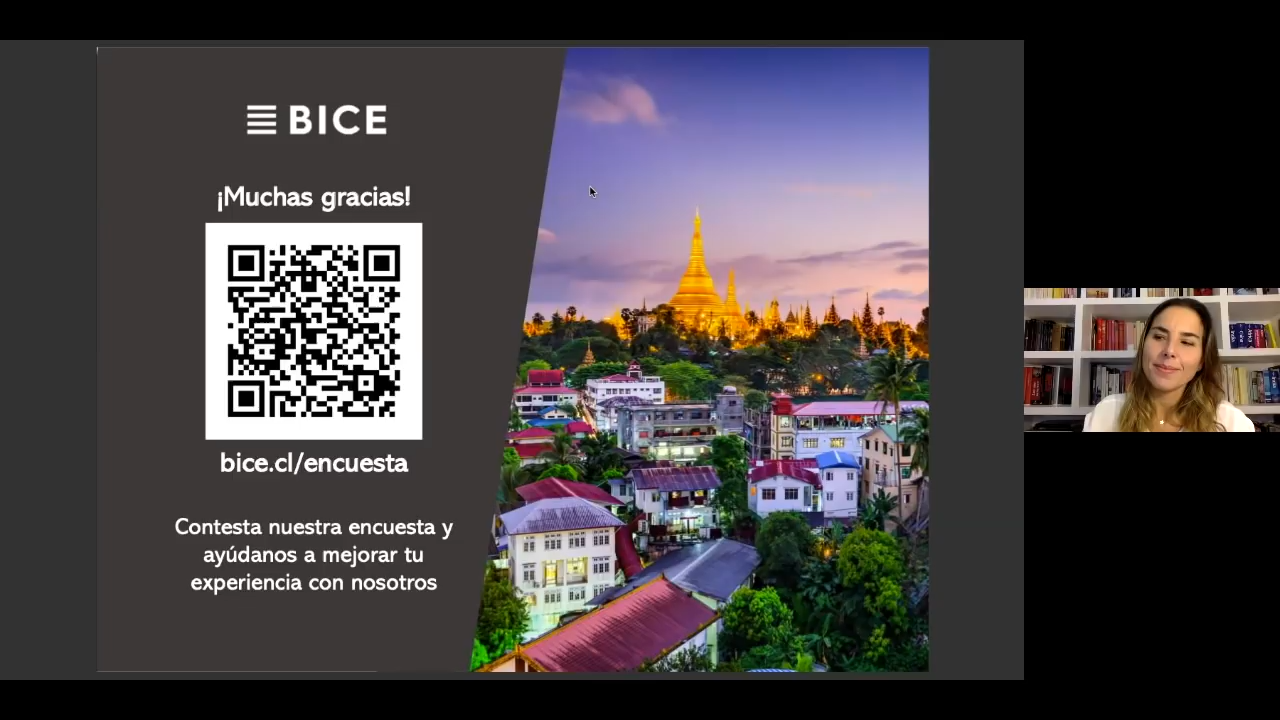 BICE
¡Muchas gracias!
bice.cl/encuesta
Contesta nuestra encuesta y
ayúdanos a mejorar tu
experiencia con nosotros